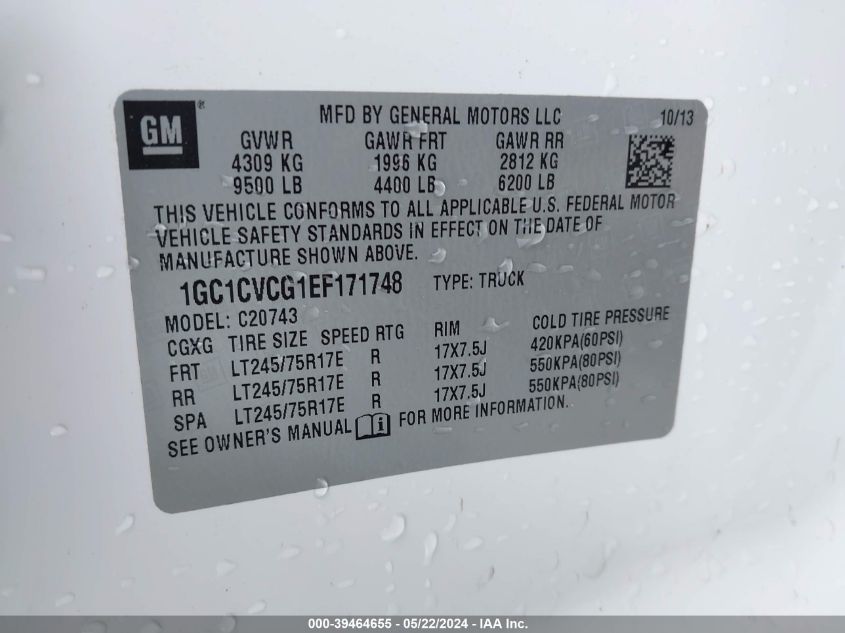 GM ®
MFD BY GENERAL MOTORS LLC 10/13
GVWR GAWR FRT GAWR RR
4309 KG 1996 KG 2812 KG
9500 LB 4400 LB 6200 LB
THIS VEHICLE CONFORMS TO ALL APPLICABLE U.S. FEDERAL MOTOR
VEHICLE SAFETY STANDARDS IN EFFECT ON THE DATE OF
MANUFACTURE SHOWN ABOVE.
1GC1CVCG1EF171748 TYPE: TRUCK
MODEL: C20743
CGXG TIRE SIZE SPEED RTG RIM COLD TIRE PRESSURE
FRT LT245/75R17E R 17X7.5J 420KPA(60PSI)
RR LT245/75R17E R 17X7.5J 550KPA(80PSI)
SPA LT245/75R17E R 17X7.5J 550KPA(80PSI)
SEE OWNER'S MANUAL FOR MORE INFORMATION.
000-39464655 - 05/22/2024 - IAA Inc.